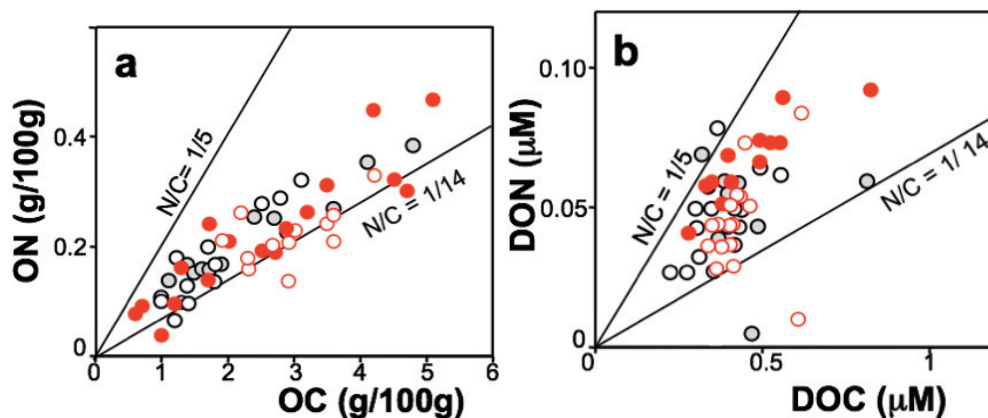 a
N/C= 1/5
N/C= 1/14
ON (g/100g)
0.4
0.2
0
0 1 2 3 4 5 6
OC (g/100g)
b
N/C= 1/5
N/C= 1/ 14
DON (µM)
0.10
0.05
0
0 0.5 1
DOC (µM)